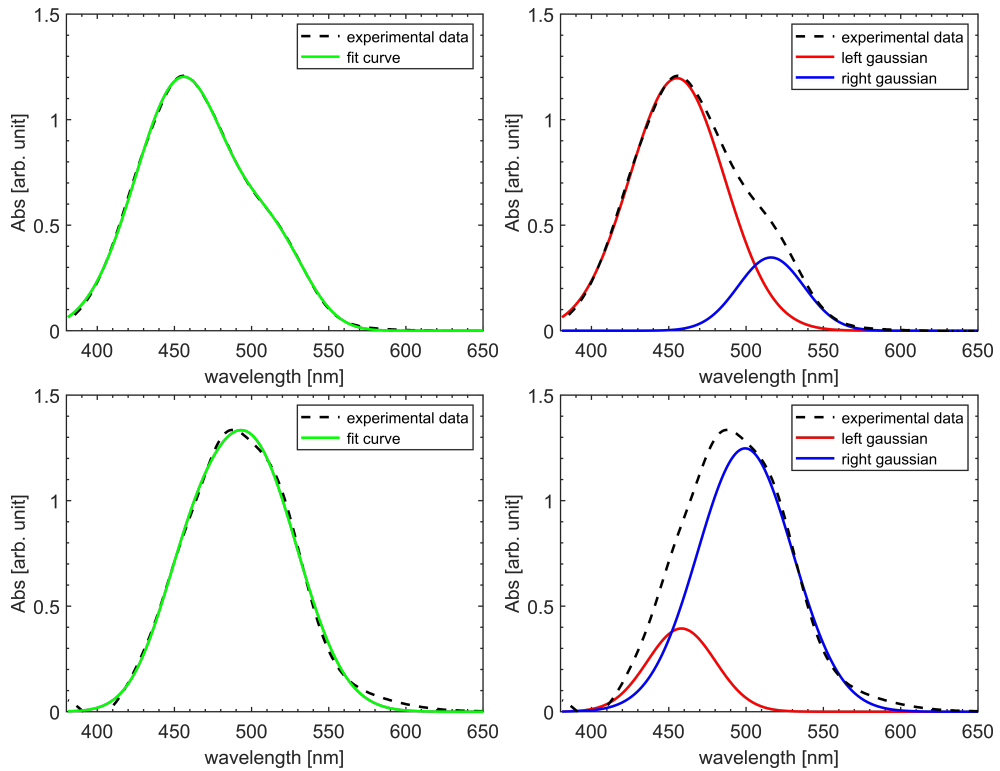 1.5
1
0.5
0
Abs [arb. unit]
400 450 500 550 600 650
wavelength [nm]
experimental data
fit curve
1.5
1
0.5
0
Abs [arb. unit]
400 450 500 550 600 650
wavelength [nm]
experimental data
left gaussian
right gaussian
1.5
1
0.5
0
Abs [arb. unit]
400 450 500 550 600 650
wavelength [nm]
experimental data
fit curve
1.5
1
0.5
0
Abs [arb. unit]
400 450 500 550 600 650
wavelength [nm]
experimental data
left gaussian
right gaussian